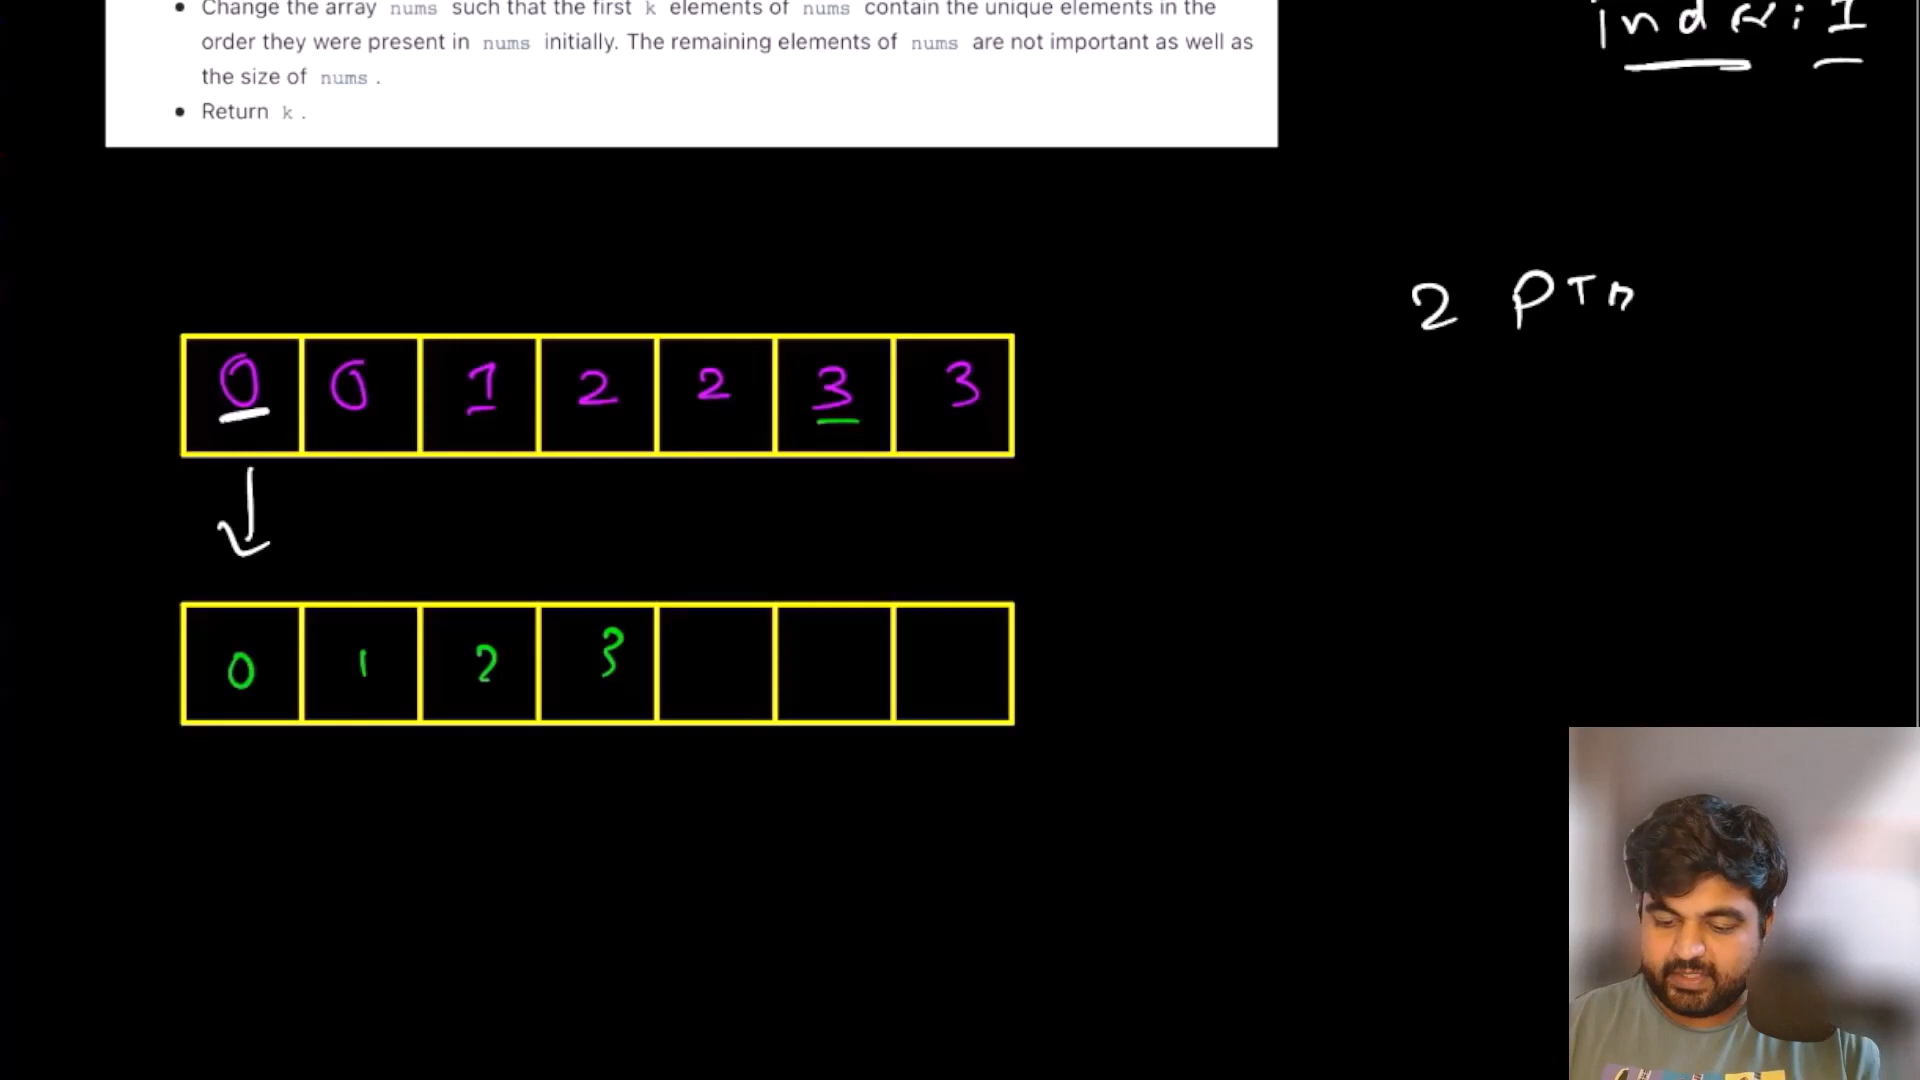 Change the array nums such that the first k elements of nums contain the unique elements in the
order they were present in nums initially. The remaining elements of nums are not important as well as
the size of nums.
Return k.
index: 1
2 PTR
0 0 1 2 2 3 3
0 1 2 3